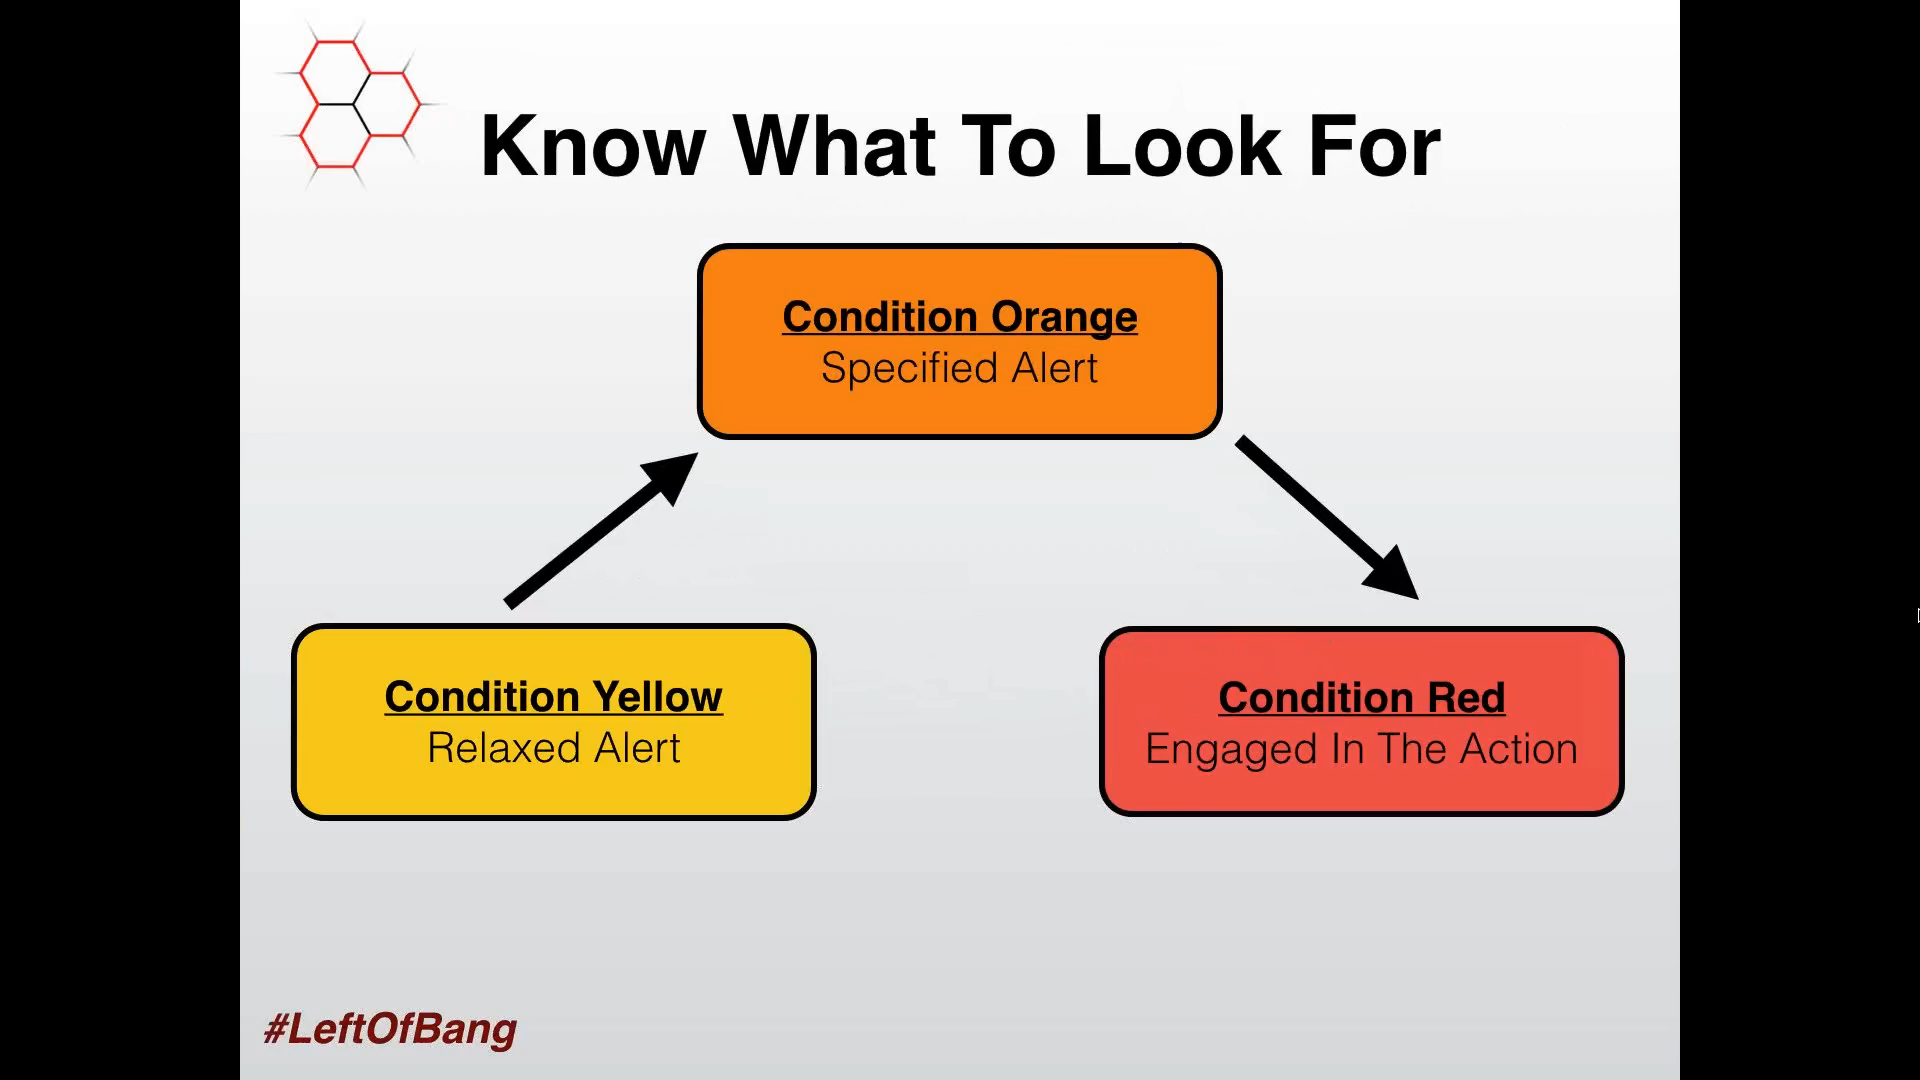 Know What To Look For
Condition Orange
Specified Alert
Condition Yellow
Relaxed Alert
Condition Red
Engaged In The Action
#LeftOfBang